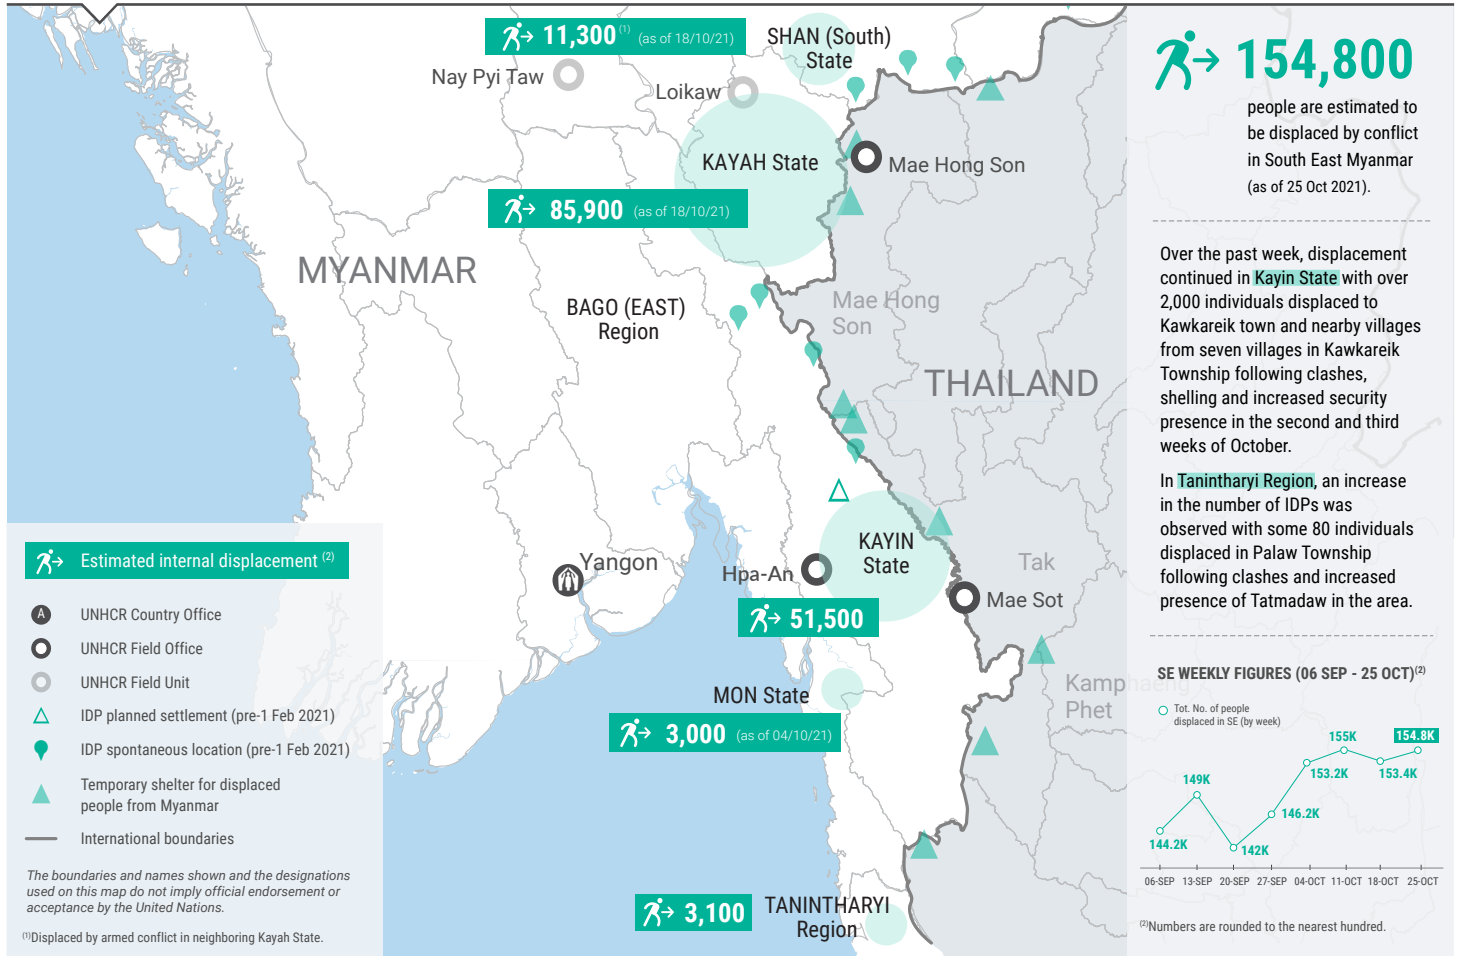 11,300 (1) (as of 18/10/21)
SHAN (South)
State
Nay Pyi Taw
Loikaw
KAYAH State
Mae Hong Son
85,900 (as of 18/10/21)
MYANMAR
BAGO (EAST)
Region
Mae Hong
Son
THAILAND
KAYIN
State
Yangon
Hpa-An
Tak
Mae Sot
51,500
MON State
Kamphaeng
Phet
3,000 (as of 04/10/21)
3,100
TANINTHARYI
Region
Estimated internal displacement (2)
A
UNHCR Country Office
UNHCR Field Office
UNHCR Field Unit
IDP planned settlement (pre-1 Feb 2021)
IDP spontaneous location (pre-1 Feb 2021)
Temporary shelter for displaced
people from Myanmar
International boundaries
The boundaries and names shown and the designations
used on this map do not imply official endorsement or
acceptance by the United Nations.
(1)Displaced by armed conflict in neighboring Kayah State.
154,800
people are estimated to
be displaced by conflict
in South East Myanmar
(as of 25 Oct 2021).
Over the past week, displacement
continued in Kayin State with over
2,000 individuals displaced to
Kawkareik town and nearby villages
from seven villages in Kawkareik
Township following clashes,
shelling and increased security
presence in the second and third
weeks of October.
In Tanintharyi Region, an increase
in the number of IDPs was
observed with some 80 individuals
displaced in Palaw Township
following clashes and increased
presence of Tatmadaw in the area.
SE WEEKLY FIGURES (06 SEP - 25 OCT)(2)
Tot. No. of people
displaced in SE (by week)
144.2K
149K
142K
146.2K
153.2K
155K
153.4K
154.8K
06-SEP 13-SEP 20-SEP 27-SEP 04-OCT 11-OCT 18-OCT 25-OCT
(2)Numbers are rounded to the nearest hundred.